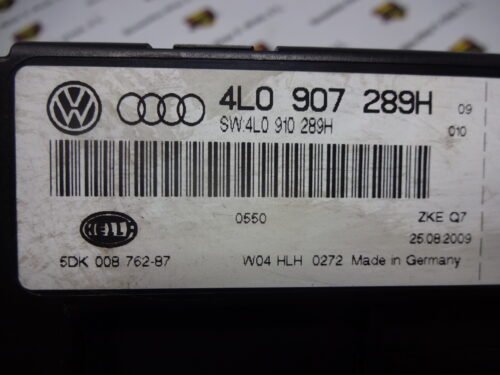 4L0 907 289H 09
SW:4L0 910 289H 010
0550 ZKE Q7
HELLA
25.08.2009
5DK 008 762-87 W04 HLH 0272 Made in Germany